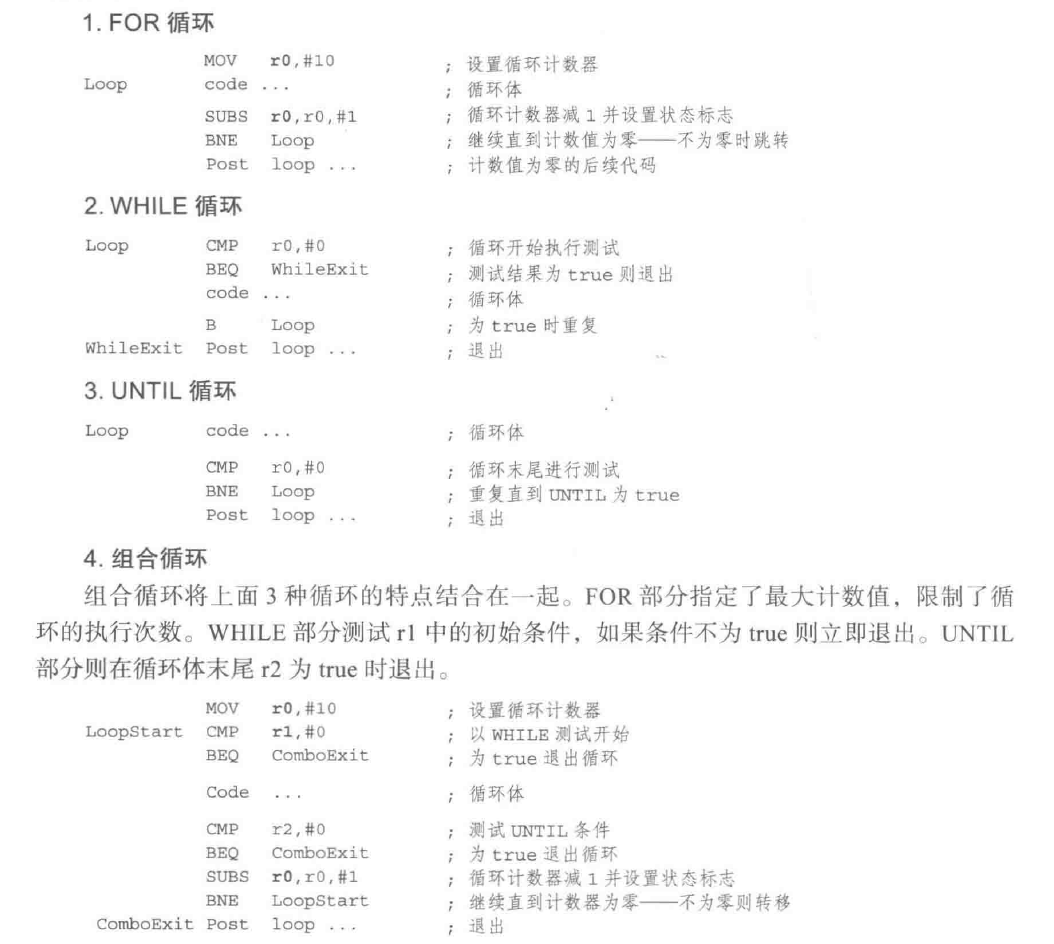 1. FOR 循环
MOV r0,#10 ; 设置循环计数器
Loop code ... ; 循环体
SUBS r0,r0,#1 ; 循环计数器减 1 并设置状态标志
BNE Loop ; 继续直到计数值为零——不为零时跳转
Post loop ... ; 计数值为零的后续代码
2. WHILE 循环
Loop CMP r0,#0 ; 循环开始执行测试
BEQ WhileExit ; 测试结果为 true 则退出
code ... ; 循环体
B Loop ; 为 true 时重复
WhileExit Post loop ... ; 退出
3. UNTIL 循环
Loop code ... ; 循环体
CMP r0,#0 ; 循环末尾进行测试
BNE Loop ; 重复直到 UNTIL 为 true
Post loop ... ; 退出
4. 组合循环
组合循环将上面 3 种循环的特点结合在一起。FOR 部分指定了最大计数值，限制了循
环的执行次数。WHILE 部分测试 r1 中的初始条件，如果条件不为 true 则立即退出。UNTIL
部分则在循环体末尾 r2 为 true 时退出。
MOV r0,#10 ; 设置循环计数器
LoopStart CMP r1,#0 ; 以 WHILE 测试开始
BEQ ComboExit ; 为 true 退出循环
Code ... ; 循环体
CMP r2,#0 ; 测试 UNTIL 条件
BEQ ComboExit ; 为 true 退出循环
SUBS r0,r0,#1 ; 循环计数器减 1 并设置状态标志
BNE LoopStart ; 继续直到计数器为零——不为零则转移
ComboExit Post loop ... ; 退出